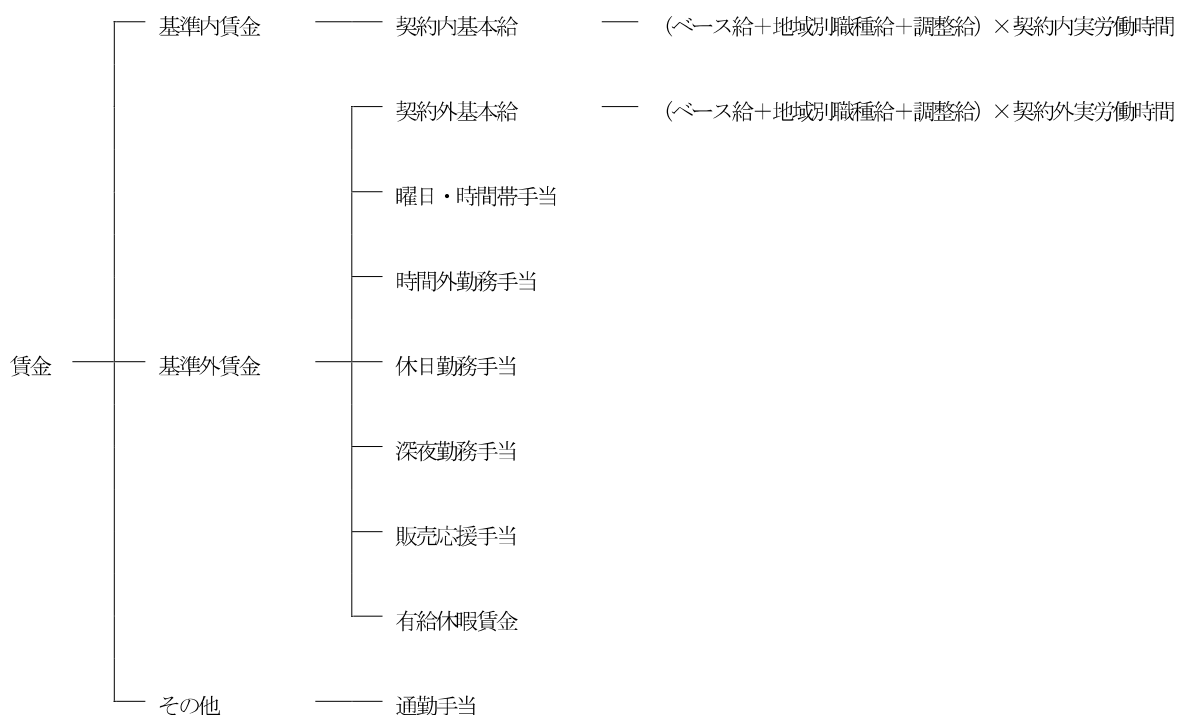 基準内賃金 契約内基本給 （ベース給＋地域別職種給＋調整給）×契約内実労働時間
契約外基本給 （ベース給＋地域別職種給＋調整給）×契約外実労働時間
曜日・時間帯手当
時間外勤務手当
賃金 基準外賃金 休日勤務手当
深夜勤務手当
販売応援手当
有給休暇賃金
その他 通勤手当